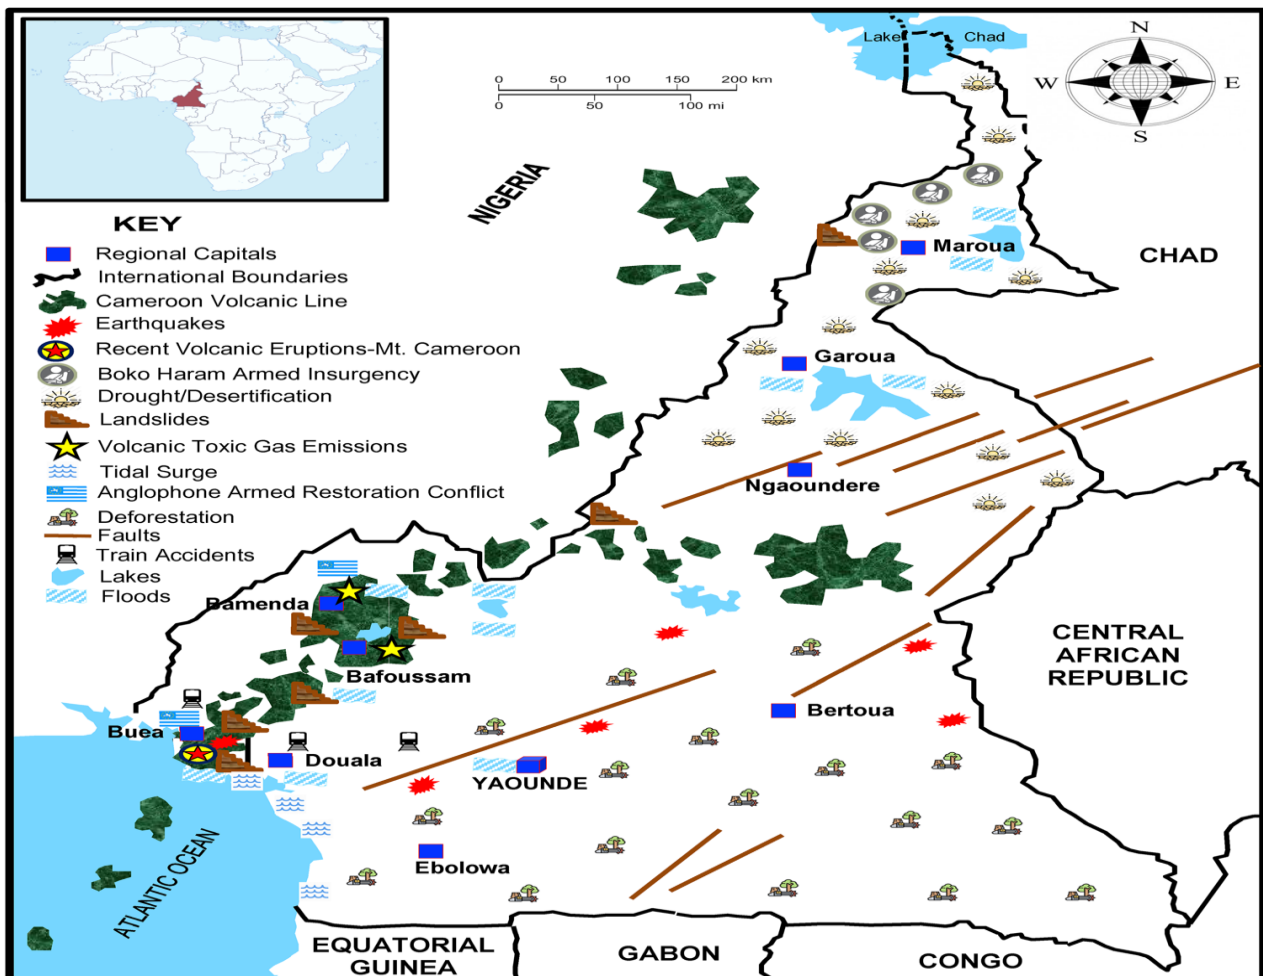 Lake Chad
N
W E
S
0 50 100 150 200 km
0 50 100 mi
NIGERIA
KEY
Regional Capitals
International Boundaries
Cameroon Volcanic Line
Earthquakes
Recent Volcanic Eruptions-Mt. Cameroon
Boko Haram Armed Insurgency
Drought/Desertification
Landslides
Volcanic Toxic Gas Emissions
Tidal Surge
Anglophone Armed Restoration Conflict
Deforestation
Faults
Train Accidents
Lakes
Floods
Maroua
CHAD
Garoua
Ngaoundere
Bamenda
Bafoussam
CENTRAL
AFRICAN
REPUBLIC
Bertoua
Buea
Douala
YAOUNDE
Ebolowa
ATLANTIC OCEAN
EQUATORIAL
GUINEA
GABON
CONGO